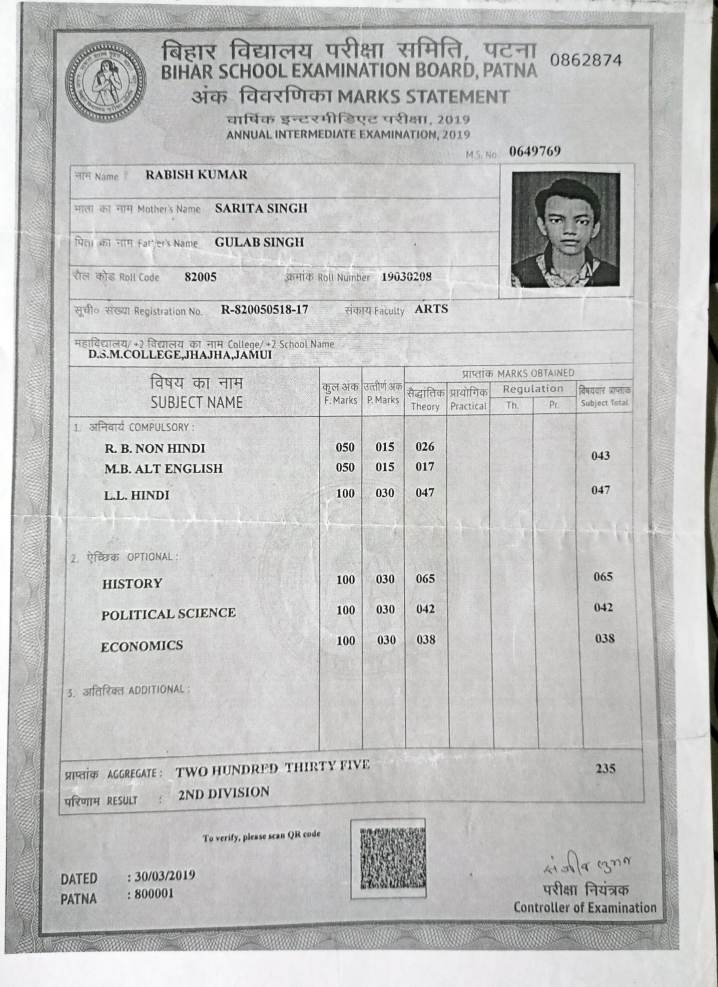 बिहार विद्यालय परीक्षा समिति, पटना
BIHAR SCHOOL EXAMINATION BOARD, PATNA
0862874
अंक विवरणिका MARKS STATEMENT
वार्षिक इन्टरमीडिएट परीक्षा, 2019
ANNUAL INTERMEDIATE EXAMINATION, 2019
M.S. No. 0649769
नाम Name : RABISH KUMAR
माता का नाम Mother's Name SARITA SINGH
पिता का नाम Father's Name GULAB SINGH
रौल कोड Roll Code 82005 क्रमांक Roll Number 19030208
सूची० संख्या Registration No. R-820050518-17 संकाय Faculty ARTS
महाविद्यालय/ +2 विद्यालय का नाम College/ +2 School Name
D.S.M.COLLEGE,JHAJHA,JAMUI
विषय का नाम कुल अंक उत्तीर्ण अंक प्राप्तांक MARKS OBTAINED
SUBJECT NAME F. Marks P. Marks सैद्धांतिक प्रायोगिक Regulation विषयवार प्राप्तांक
Theory Practical Th. Pr. Subject Total
1. अनिवार्य COMPULSORY :
R. B. NON HINDI 050 015 026
043
M.B. ALT ENGLISH 050 015 017
L.L. HINDI 100 030 047 047
2. ऐच्छिक OPTIONAL :
HISTORY 100 030 065 065
POLITICAL SCIENCE 100 030 042 042
ECONOMICS 100 030 038 038
3. अतिरिक्त ADDITIONAL :
प्राप्तांक AGGREGATE : TWO HUNDRED THIRTY FIVE 235
परिणाम RESULT : 2ND DIVISION
To verify, please scan QR code
DATED : 30/03/2019
PATNA : 800001
परीक्षा नियंत्रक
Controller of Examination